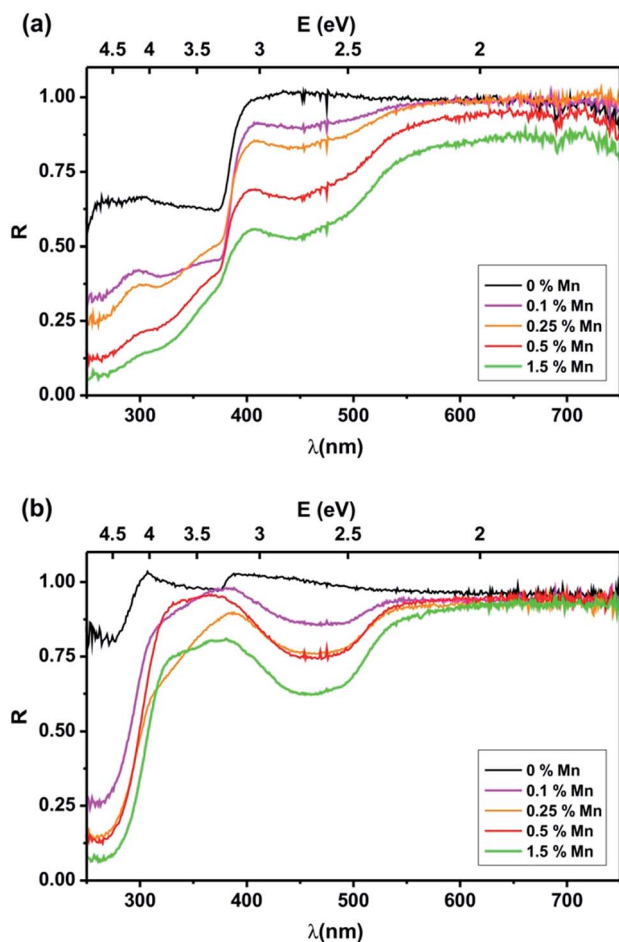 (a)
E (eV)
4.5 4 3.5 3 2.5 2
1.00
0.75
R
0.50
0.25
0.00
0 % Mn
0.1 % Mn
0.25 % Mn
0.5 % Mn
1.5 % Mn
300 400 500 600 700
λ(nm)
(b)
E (eV)
4.5 4 3.5 3 2.5 2
1.00
0.75
R
0.50
0.25
0.00
0 % Mn
0.1 % Mn
0.25 % Mn
0.5 % Mn
1.5 % Mn
300 400 500 600 700
λ(nm)